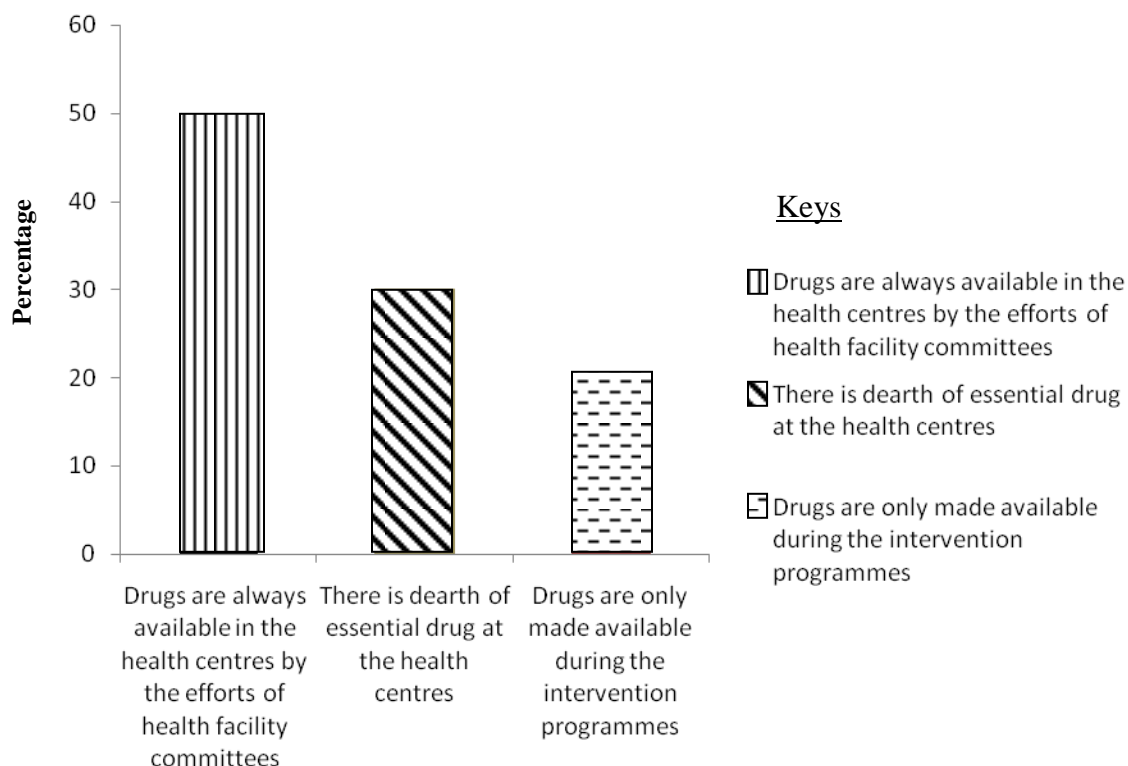 60
50
40
30
20
10
0
Percentage
Drugs are always
available in the
health centres by
the efforts of
health facility
committees
There is dearth of
essential drug at
the health
centres
Drugs are only
made available
during the
intervention
programmes
Keys
Drugs are always available in the
health centres by the efforts of
health facility committees
There is dearth of essential drug
at the health centres
Drugs are only made available
during the intervention
programmes